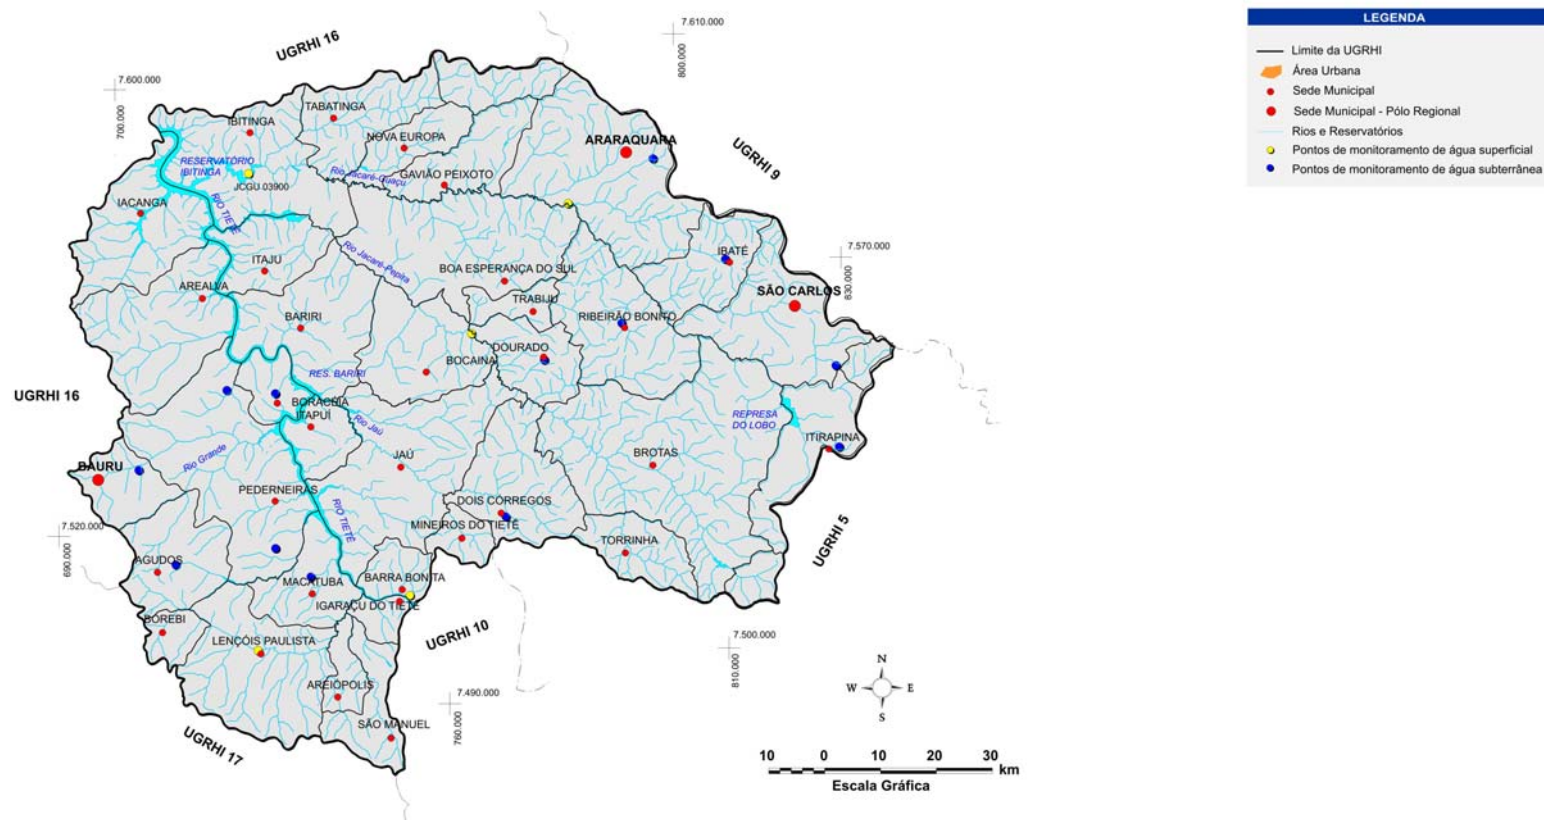 UGRHI 16
7.610.000
800.000
7.600.000
700.000
TABATINGA
IBITINGA
NOVA EUROPA
ARARAQUARA
UGRHI 9
RESERVATÓRIO
IBITINGA
JCGU 03900
Rio Jacaré-Guaçu
GAVIÃO PEIXOTO
IACANGA
RIO TIETÊ
Rio Jacaré-Pepira
ITAJU
BOA ESPERANÇA DO SUL
IBATÉ
7.570.000
830.000
AREALVA
TRABIJU
SÃO CARLOS
BARIRI
RIBEIRÃO BONITO
DOURADO
BOCAINA
RES. BARIRI
UGRHI 16
BORACÉIA
ITAPUÍ
Rio Jaú
REPRESA
DO LOBO
ITIRAPINA
Rio Grande
JAÚ
BROTAS
BAURU
PEDERNEIRAS
RIO TIETÊ
DOIS CÓRREGOS
MINEIROS DO TIETÊ
7.520.000
690.000
TORRINHA
UGRHI 5
AGUDOS
MACATUBA
BARRA BONITA
IGARAÇU DO TIETÊ
BOREBI
LENÇÓIS PAULISTA
UGRHI 10
7.500.000
810.000
AREIÓPOLIS
7.490.000
760.000
SÃO MANUEL
UGRHI 17
N
W E
S
10 0 10 20 30
km
Escala Gráfica
LEGENDA
Limite da UGRHI
Área Urbana
Sede Municipal
Sede Municipal - Pólo Regional
Rios e Reservatórios
Pontos de monitoramento de água superficial
Pontos de monitoramento de água subterrânea